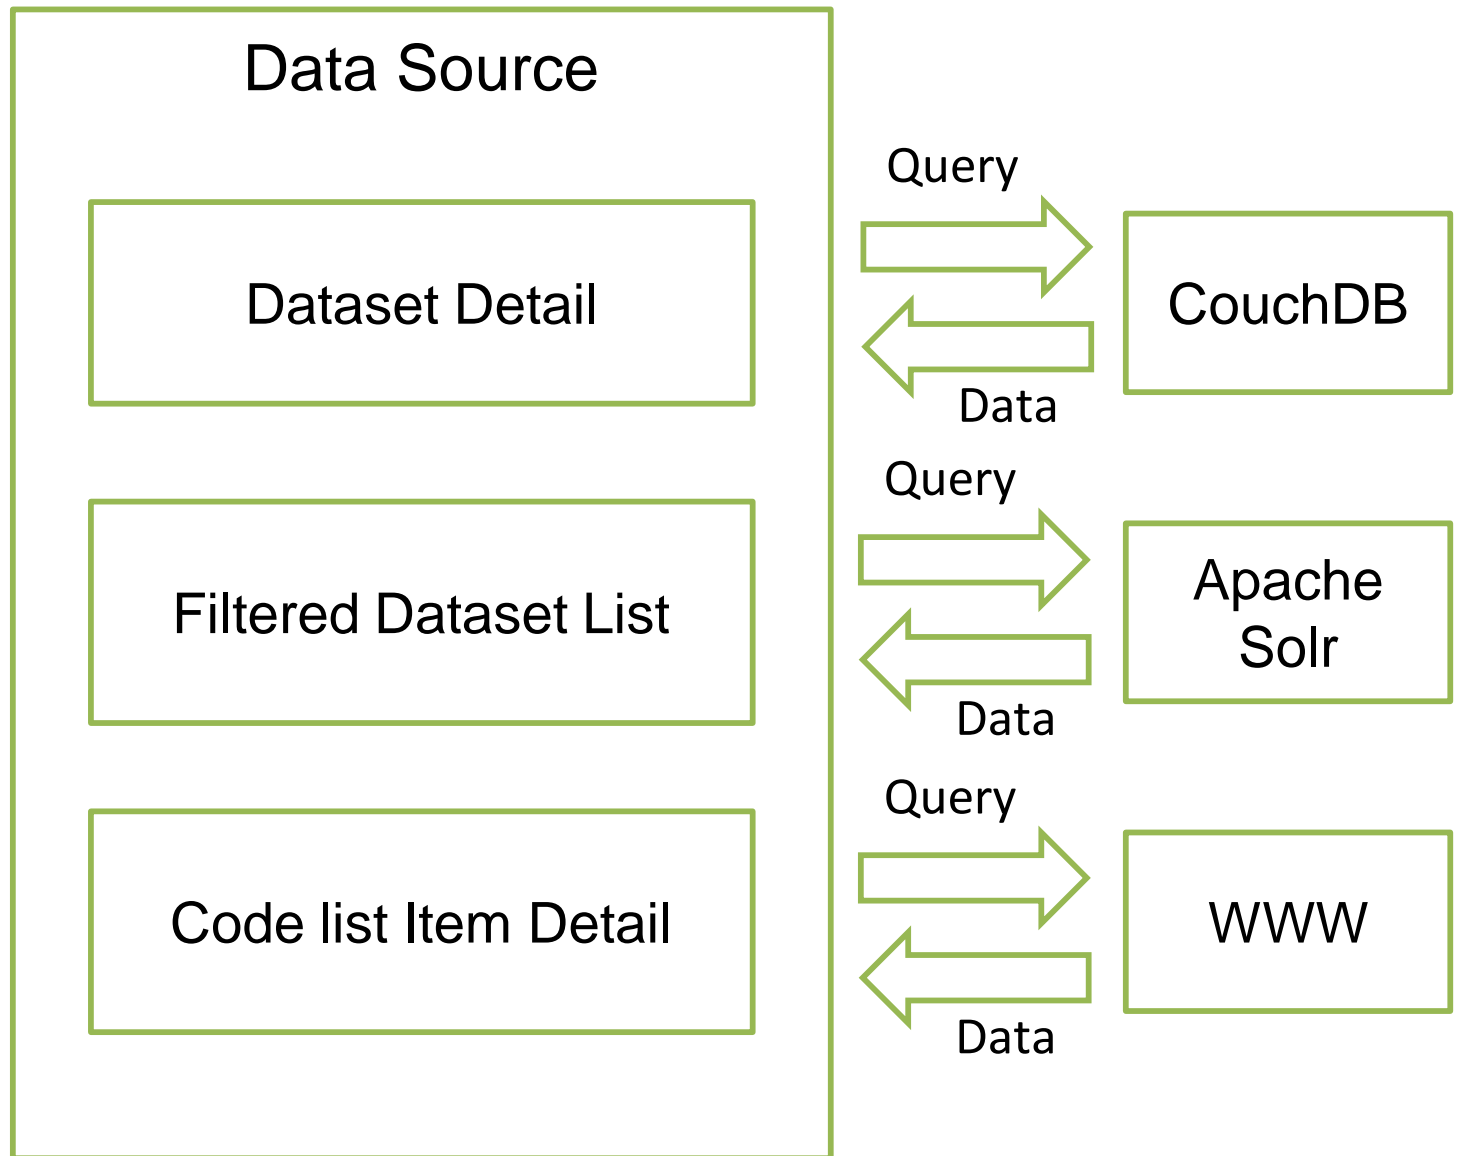 Data Source
Query
Dataset Detail
CouchDB
Data
Query
Filtered Dataset List
Apache
Solr
Data
Query
Code list Item Detail
WWW
Data